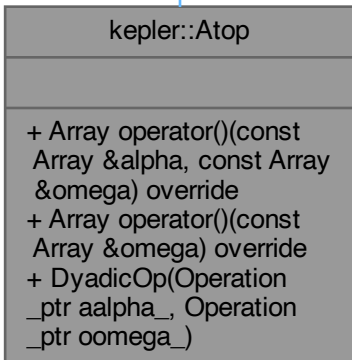 kepler::Atop
+ Array operator()(const
Array &alpha, const Array
&omega) override
+ Array operator()(const
Array &omega) override
+ DyadicOp(Operation
_ptr aalpha_, Operation
_ptr oomega_)